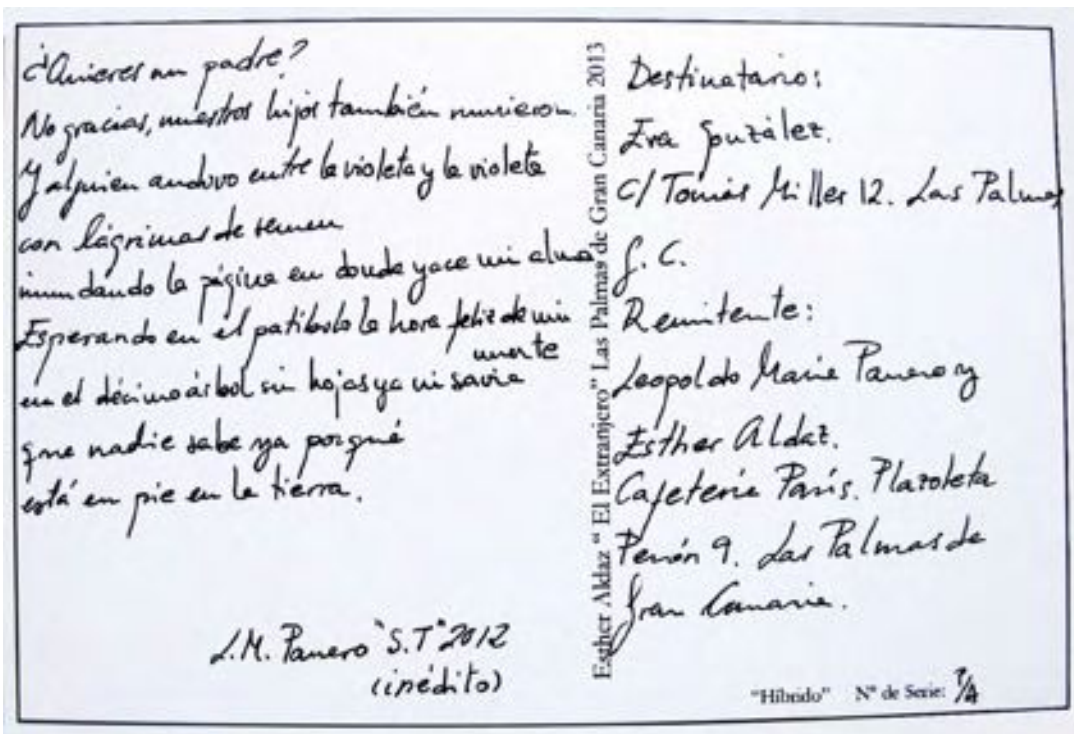 ¿Quieres un padre?
No gracias, nuestros hijos también murieron.
Y alguien anduvo entre la violeta y la violeta
con lágrimas de semen
inundando la página en donde yace mi alma
Esperando en el patíbulo la hora feliz de mi
muerte
en el décimo árbol sin hojas ya ni savia
que nadie sabe ya porqué
está en pie en la tierra.
L.M. Panero "S.T" 2012
(inédito)
Esther Aldaz " El Extranjero" Las Palmas de Gran Canaria 2013
Destinatario:
Eva González.
C/ Tomás Miller 12. Las Palmas
G. C.
Remitente:
Leopoldo María Panero y
Esther Aldaz.
Cafetería París. Plazoleta
Perón 9. Las Palmas de
Gran Canaria.
"Híbrido" Nº de Serie: